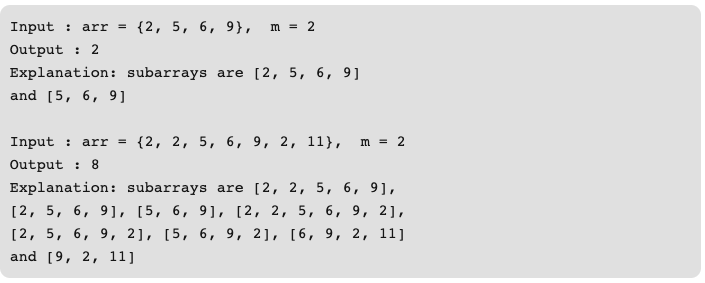 Input : arr = {2, 5, 6, 9},  m = 2
Output : 2
Explanation: subarrays are [2, 5, 6, 9]
and [5, 6, 9]

Input : arr = {2, 2, 5, 6, 9, 2, 11},  m = 2
Output : 8
Explanation: subarrays are [2, 2, 5, 6, 9],
[2, 5, 6, 9], [5, 6, 9], [2, 2, 5, 6, 9, 2],
[2, 5, 6, 9, 2], [5, 6, 9, 2], [6, 9, 2, 11]
and [9, 2, 11]